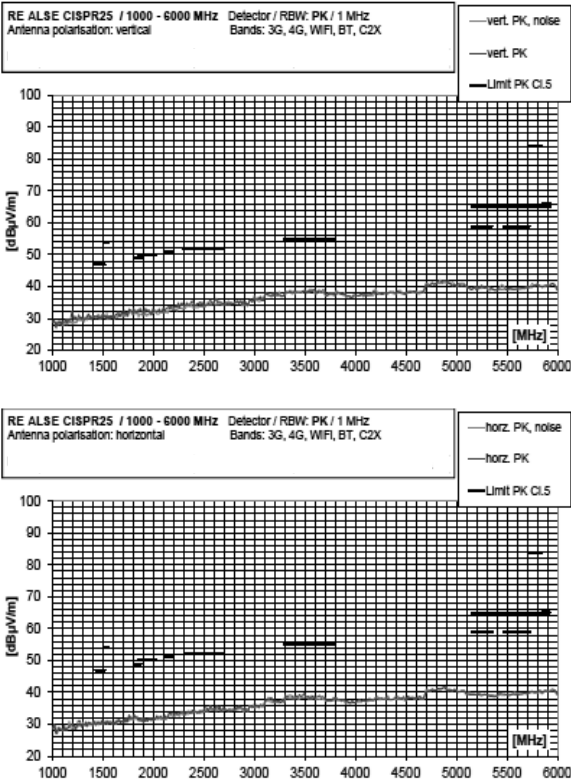 RE ALSE CISPR25 / 1000 - 6000 MHz Detector / RBW: PK / 1 MHz
Antenna polarisation: vertical Bands: 3G, 4G, WIFI, BT, C2X
vert. PK, noise
vert. PK
Limit PK Cl.5
100
90
80
70
60
50
40
30
20
[dBµV/m]
[MHz]
1000 1500 2000 2500 3000 3500 4000 4500 5000 5500 6000
RE ALSE CISPR25 / 1000 - 6000 MHz Detector / RBW: PK / 1 MHz
Antenna polarisation: horizontal Bands: 3G, 4G, WIFI, BT, C2X
horz. PK, noise
horz. PK
Limit PK Cl.5
100
90
80
70
60
50
40
30
20
[dBµV/m]
[MHz]
1000 1500 2000 2500 3000 3500 4000 4500 5000 5500 6000